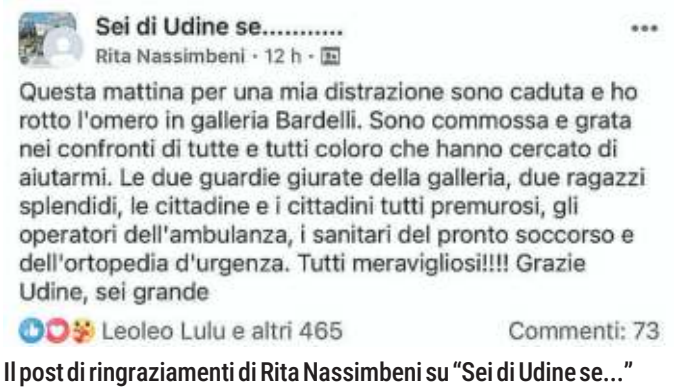 Sei di Udine se...........
Rita Nassimbeni · 12 h ·
Questa mattina per una mia distrazione sono caduta e ho
rotto l'omero in galleria Bardelli. Sono commossa e grata
nei confronti di tutte e tutti coloro che hanno cercato di
aiutarmi. Le due guardie giurate della galleria, due ragazzi
splendidi, le cittadine e i cittadini tutti premurosi, gli
operatori dell'ambulanza, i sanitari del pronto soccorso e
dell'ortopedia d'urgenza. Tutti meravigliosi!!!! Grazie
Udine, sei grande
Leoleo Lulu e altri 465 Commenti: 73
Il post di ringraziamenti di Rita Nassimbeni su “Sei di Udine se...”